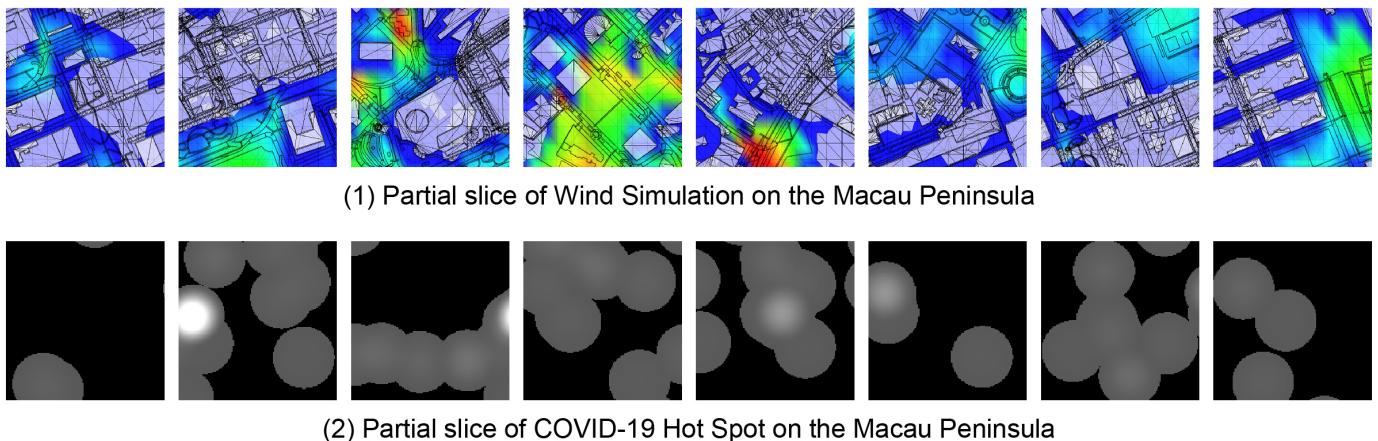 (1) Partial slice of Wind Simulation on the Macau Peninsula
(2) Partial slice of COVID-19 Hot Spot on the Macau Peninsula